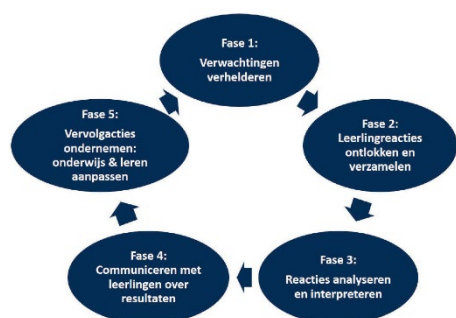 Fase 1:
Verwachtingen
verhelderen
Fase 2:
Leerlingreacties
ontlokken en
verzamelen
Fase 3:
Reacties analyseren
en interpreteren
Fase 4:
Communiceren met
leerlingen over
resultaten
Fase 5:
Vervolgacties
ondernemen:
onderwijs & leren
aanpassen